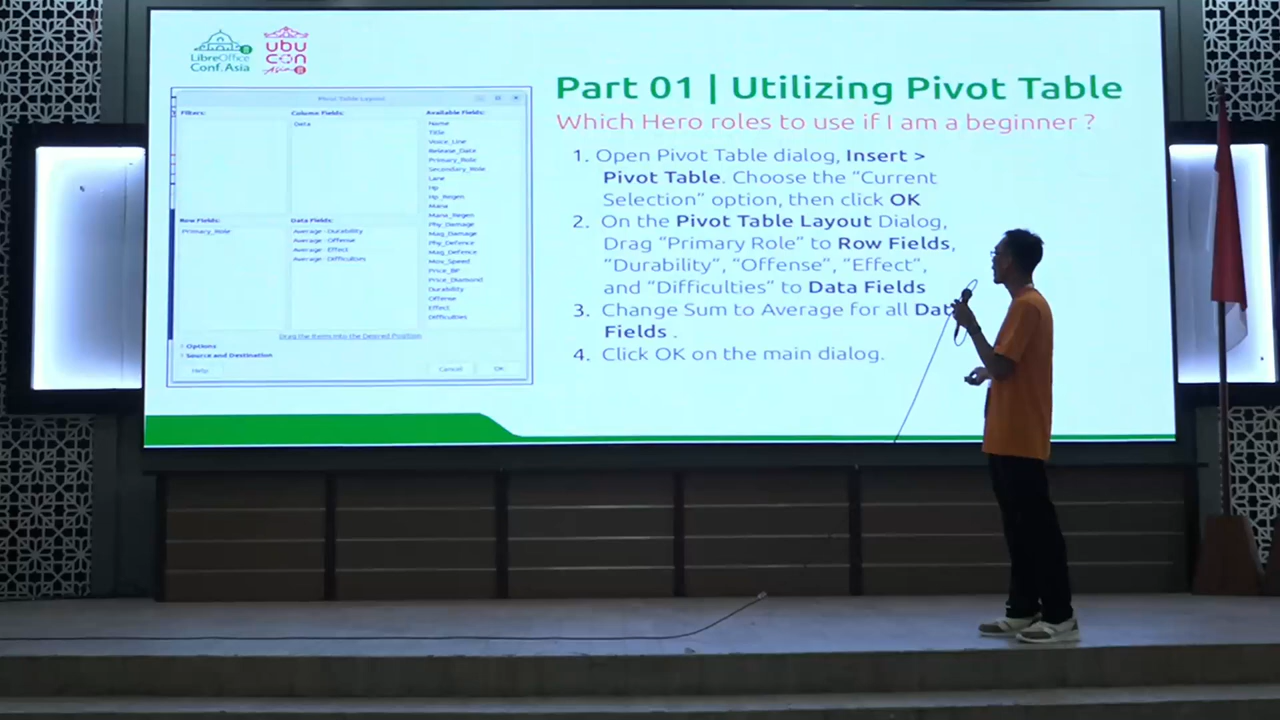 LibreOffice
Conf.Asia
ubu
con
Asia
Part 01 | Utilizing Pivot Table
Which Hero roles to use if I am a beginner ?
1. Open Pivot Table dialog, Insert >
Pivot Table. Choose the “Current
Selection” option, then click OK
2. On the Pivot Table Layout Dialog,
Drag “Primary Role” to Row Fields,
“Durability”, “Offense”, “Effect”,
and “Difficulties” to Data Fields
3. Change Sum to Average for all Dat
Fields .
4. Click OK on the main dialog.
Pivot Table Layout
Filters:
Column Fields:
Data
Available Fields:
Name
Title
Voice_Line
Release_Date
Primary_Role
Secondary_Role
Lane
Hp
Hp_Regen
Mana
Mana_Regen
Phy_Damage
Mag_Damage
Phy_Defence
Mag_Defence
Mov_Speed
Price_BP
Price_Diamond
Durability
Offense
Effect
Difficulties
Row Fields:
Primary_Role
Data Fields:
Average - Durability
Average - Offense
Average - Effect
Average - Difficulties
Drag the Items into the Desired Position
Options
Source and Destination
Help
Cancel
OK